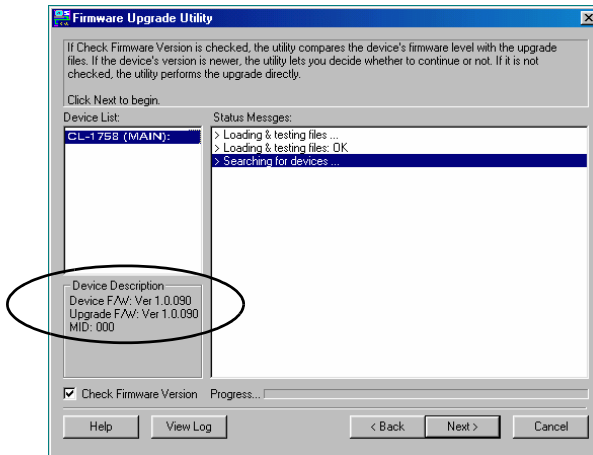 Firmware Upgrade Utility
If Check Firmware Version is checked, the utility compares the device's firmware level with the upgrade
files. If the device's version is newer, the utility lets you decide whether to continue or not. If it is not
checked, the utility performs the upgrade directly.
Click Next to begin.
Device List:
Status Messges:
CL-1758 (MAIN):
> Loading & testing files ...
> Loading & testing files: OK
> Searching for devices ...
Device Description
Device F/W: Ver 1.0.090
Upgrade F/W: Ver 1.0.090
MID: 000
Check Firmware Version
Progress...
Help
View Log
< Back
Next >
Cancel